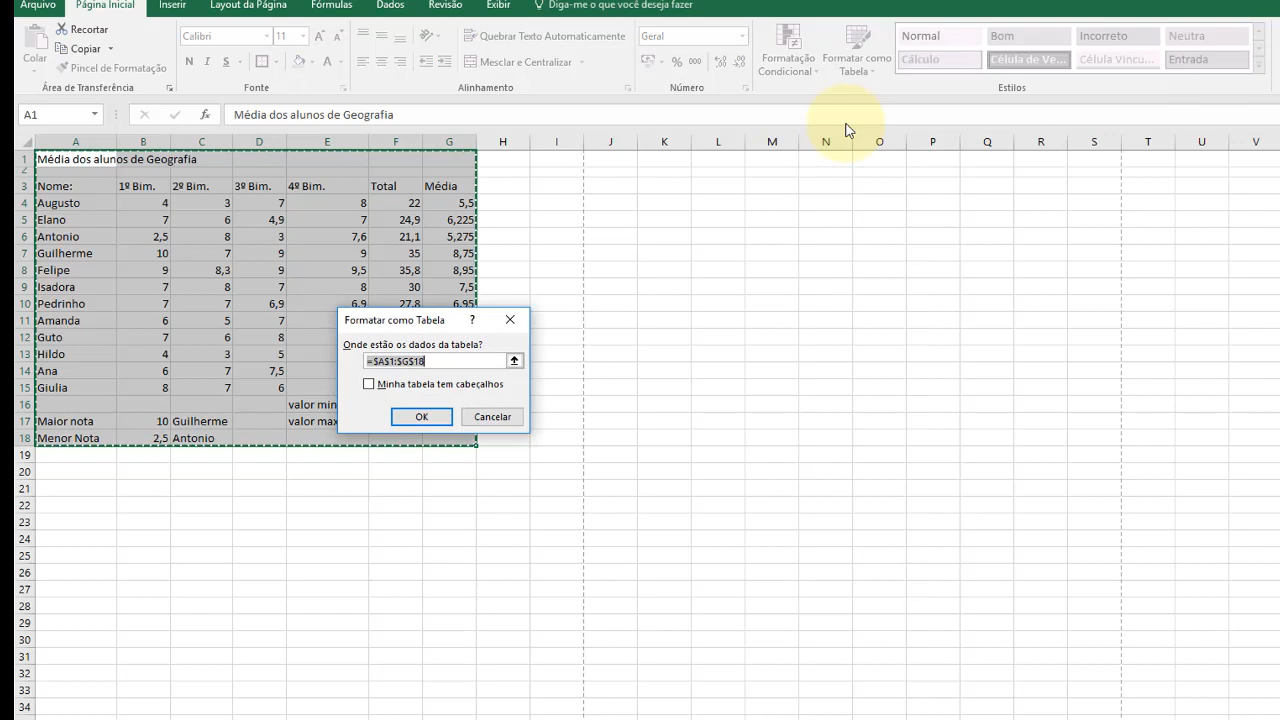 Arquivo Página Inicial Inserir Layout da Página Fórmulas Dados Revisão Exibir Diga-me o que você deseja fazer
Colar
Recortar
Copiar
Pincel de Formatação
Área de Transferência
Calibri 11
N I S
Fonte
Quebrar Texto Automaticamente
Mesclar e Centralizar
Alinhamento
Geral
% 000
Número
Formatação Condicional
Formatar como Tabela
Normal Bom Incorreto Neutra
Cálculo Célula de Ve... Célula Vincu... Entrada
Estilos
A1 fx Média dos alunos de Geografia
A B C D E F G H I J K L M N O P Q R S T U V
1 Média dos alunos de Geografia
2
3 Nome: 1º Bim. 2º Bim. 3º Bim. 4º Bim. Total Média
4 Augusto 4 3 7 8 22 5,5
5 Elano 7 6 4,9 7 24,9 6,225
6 Antonio 2,5 8 3 7,6 21,1 5,275
7 Guilherme 10 7 9 9 35 8,75
8 Felipe 9 8,3 9 9,5 35,8 8,95
9 Isadora 7 8 7 8 30 7,5
10 Pedrinho 7 7 6,9 6,9 27,8 6,95
11 Amanda 6 5 7
12 Guto 7 6 8
13 Hildo 4 3 5
14 Ana 6 7 7,5
15 Giulia 8 7 6
16 valor min
17 Maior nota 10 Guilherme valor max
18 Menor Nota 2,5 Antonio
19
20
21
22
23
24
25
26
27
28
29
30
31
32
33
34
Formatar como Tabela ?
Onde estão os dados da tabela?
=$A$1:$G$18
Minha tabela tem cabeçalhos
OK Cancelar